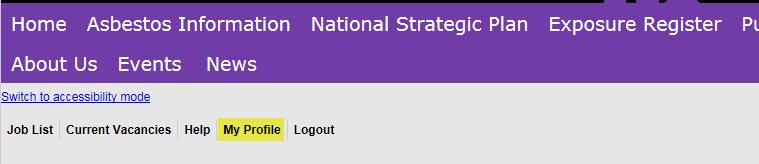 Home Asbestos Information National Strategic Plan Exposure Register
About Us Events News
Switch to accessibility mode
Job List Current Vacancies Help My Profile Logout